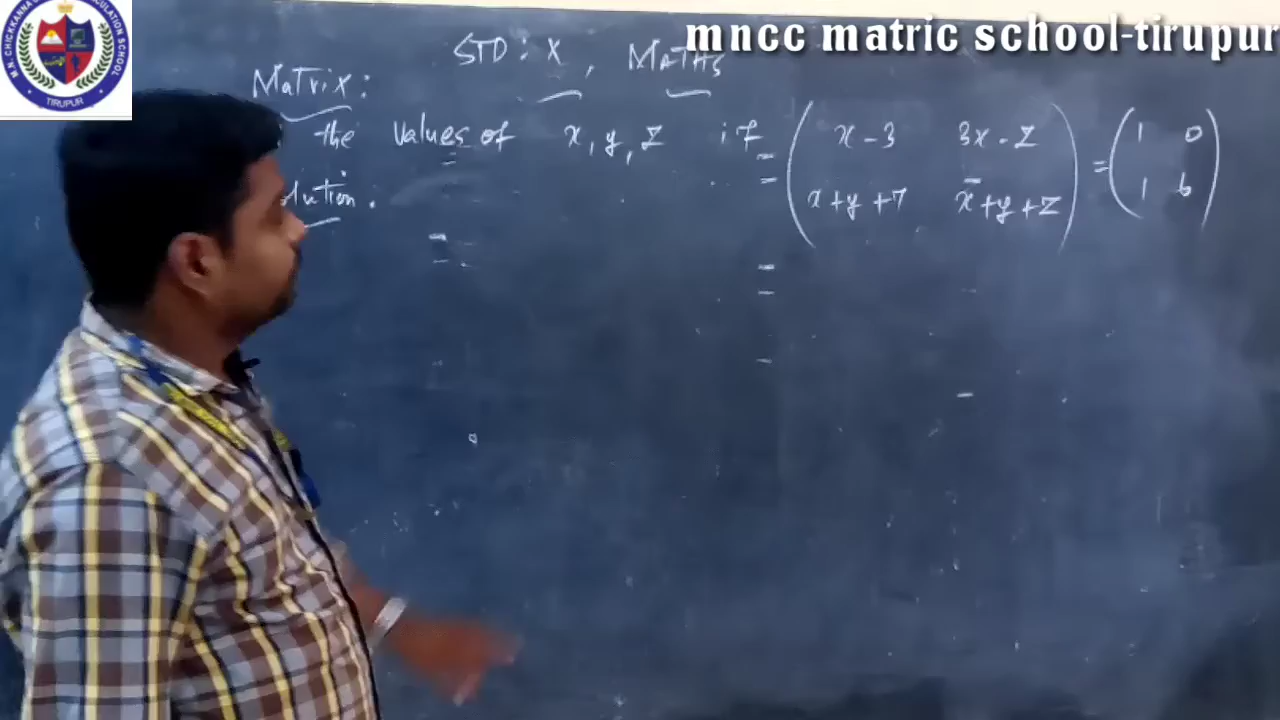 mncc matric school-tirupur
TIRUPUR
STD: X, MATHS
Matrix:
the values of x, y, z if ( x - 3 3x - z ) = ( 1 0 )
( x + y + 7 x + y + z ) ( 1 6 )